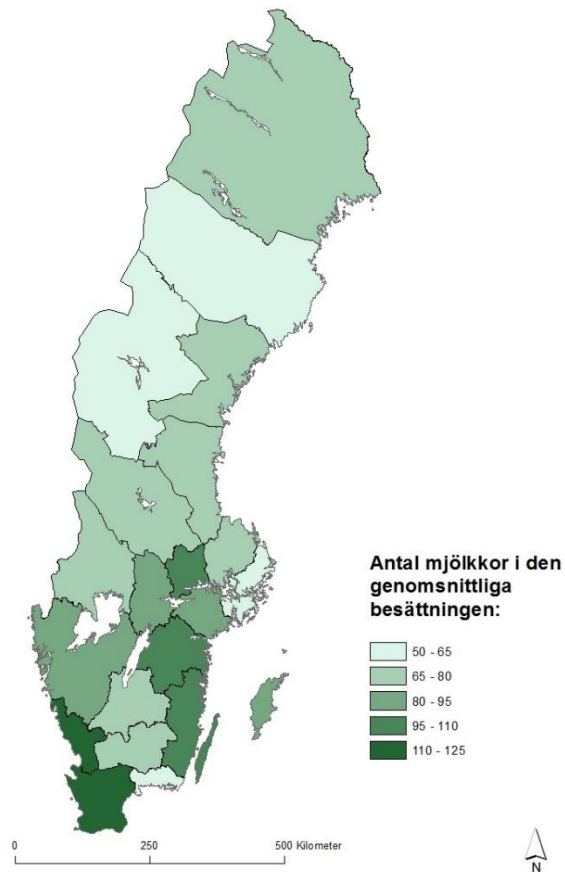 Antal mjölkkor i den
genomsnittliga
besättningen:
50 - 65
65 - 80
80 - 95
95 - 110
110 - 125
0 250 500 Kilometer
N